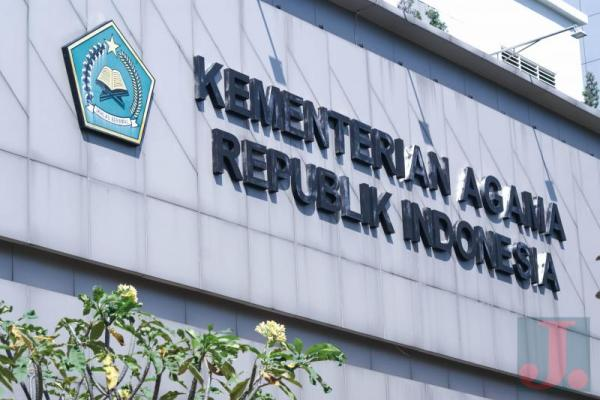 KEMENTERIAN AGAMA
REPUBLIK INDONESIA
J.